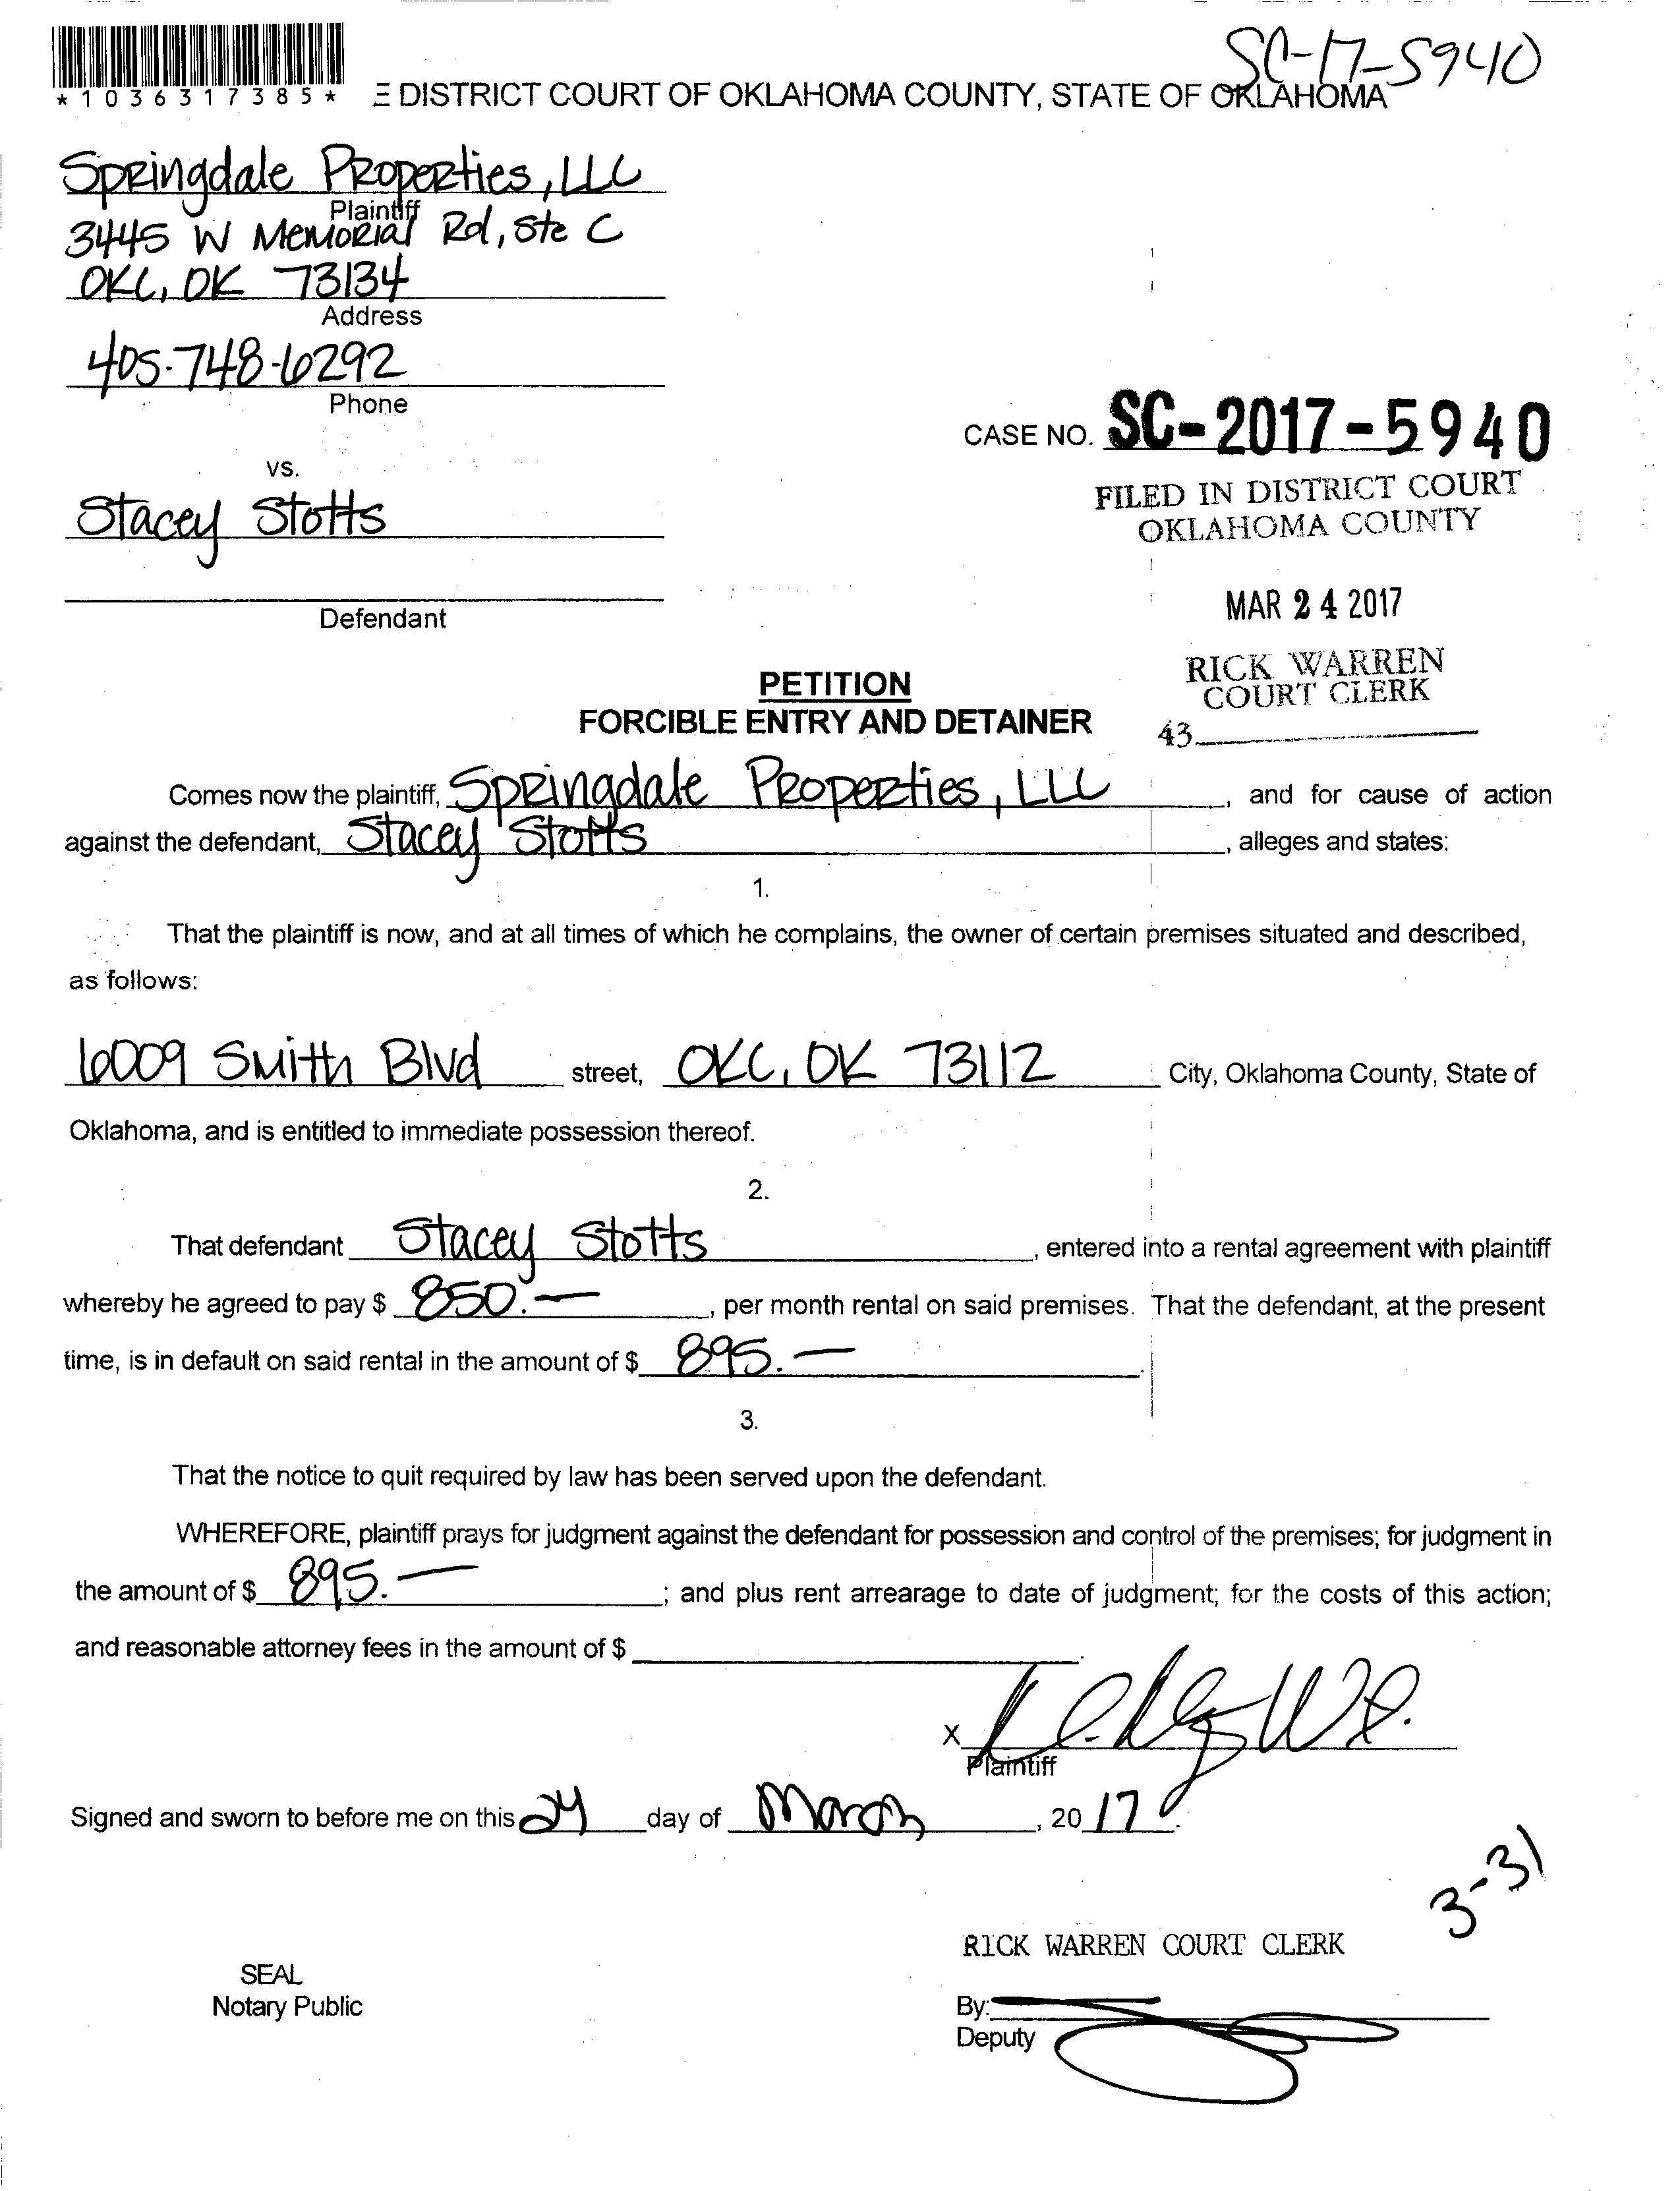 SC-17-5940
*1036317385*
E DISTRICT COURT OF OKLAHOMA COUNTY, STATE OF OKLAHOMA
Springdale Properties, LLC
Plaintiff
3445 W Memorial Rd, Ste C
OKC, OK 73134
Address
405-748-6292
Phone
CASE NO. SC-2017-5940
vs.
FILED IN DISTRICT COURT
OKLAHOMA COUNTY
Stacey Stotts
Defendant
MAR 24 2017
RICK WARREN
COURT CLERK
43
PETITION
FORCIBLE ENTRY AND DETAINER
Comes now the plaintiff, Springdale Properties, LLC, and for cause of action
against the defendant, Stacey Stotts, alleges and states:
1.
That the plaintiff is now, and at all times of which he complains, the owner of certain premises situated and described,
as follows:
6009 Smith Blvd street, OKC, OK 73112 City, Oklahoma County, State of
Oklahoma, and is entitled to immediate possession thereof.
2.
That defendant Stacey Stotts, entered into a rental agreement with plaintiff
whereby he agreed to pay $ 850.—, per month rental on said premises. That the defendant, at the present
time, is in default on said rental in the amount of $ 895.—.
3.
That the notice to quit required by law has been served upon the defendant.
WHEREFORE, plaintiff prays for judgment against the defendant for possession and control of the premises; for judgment in
the amount of $ 895.—; and plus rent arrearage to date of judgment; for the costs of this action;
and reasonable attorney fees in the amount of $ .
X
Plaintiff
Signed and sworn to before me on this 24 day of March, 2017.
3-31
RICK WARREN COURT CLERK
SEAL
Notary Public
By:
Deputy